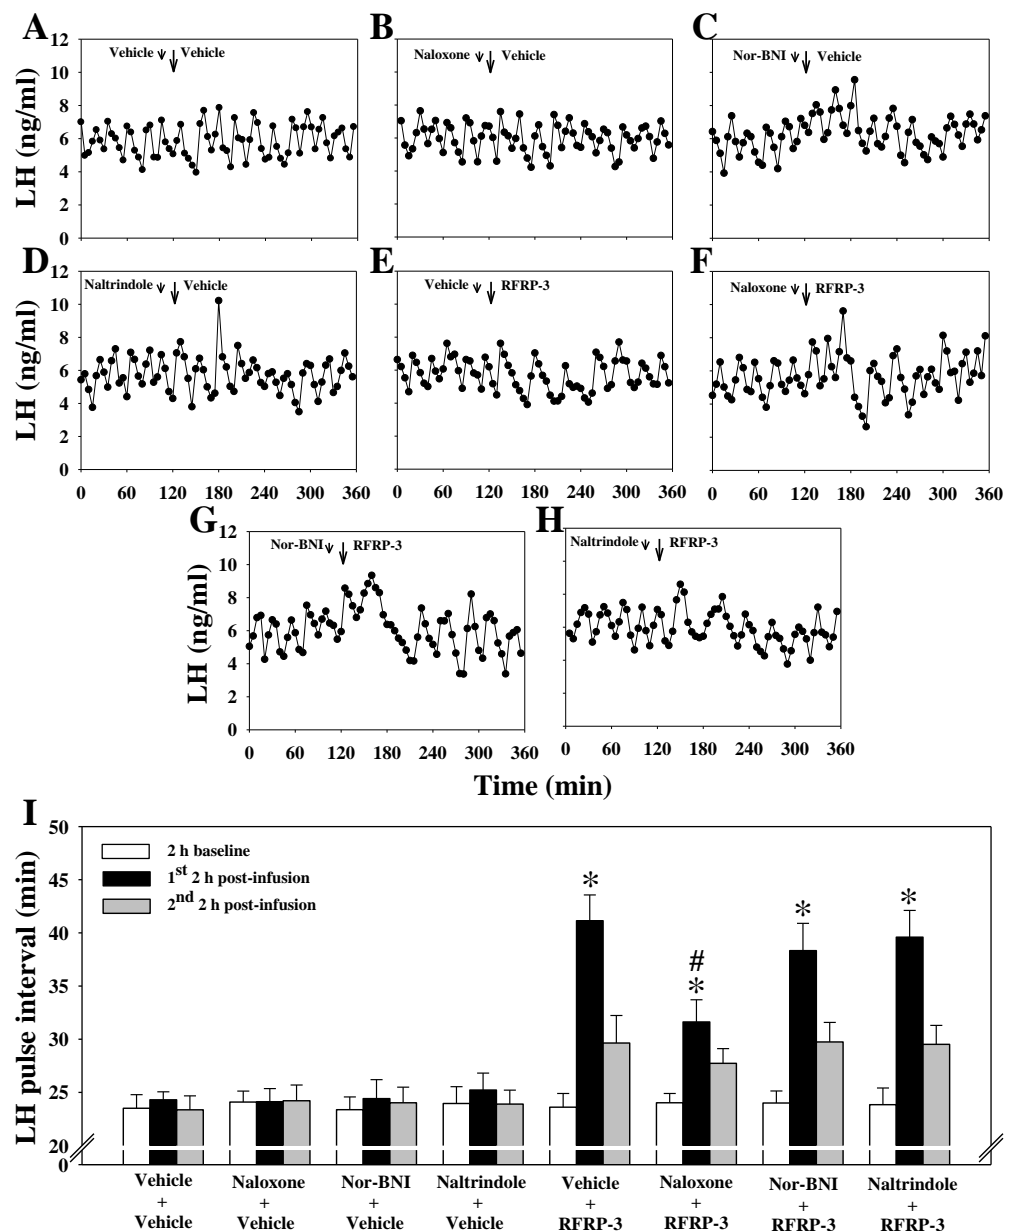 A
B
C
12
10
8
6
4
2
0
LH (ng/ml)
Vehicle Vehicle
Naloxone Vehicle
Nor-BNI Vehicle
D
E
F
12
10
8
6
4
2
0
LH (ng/ml)
Naltrindole Vehicle
Vehicle RFRP-3
Naloxone RFRP-3
0 60 120 180 240 300 360
0 60 120 180 240 300 360
0 60 120 180 240 300 360
G
H
12
10
8
6
4
2
0
LH (ng/ml)
Nor-BNI RFRP-3
Naltrindole RFRP-3
0 60 120 180 240 300 360
0 60 120 180 240 300 360
Time (min)
I
50
45
40
35
30
25
20
0
LH pulse interval (min)
2 h baseline
1st 2 h post-infusion
2nd 2 h post-infusion
*
#
*
*
*
Vehicle
+
Vehicle
Naloxone
+
Vehicle
Nor-BNI
+
Vehicle
Naltrindole
+
Vehicle
Vehicle
+
RFRP-3
Naloxone
+
RFRP-3
Nor-BNI
+
RFRP-3
Naltrindole
+
RFRP-3